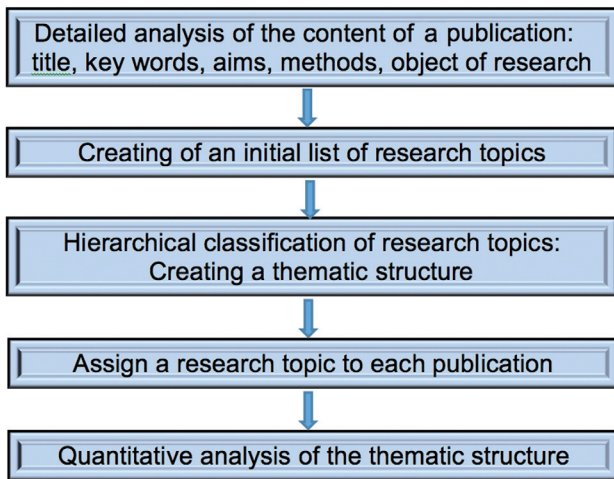 Detailed analysis of the content of a publication:
title, key words, aims, methods, object of research
Creating of an initial list of research topics
Hierarchical classification of research topics:
Creating a thematic structure
Assign a research topic to each publication
Quantitative analysis of the thematic structure